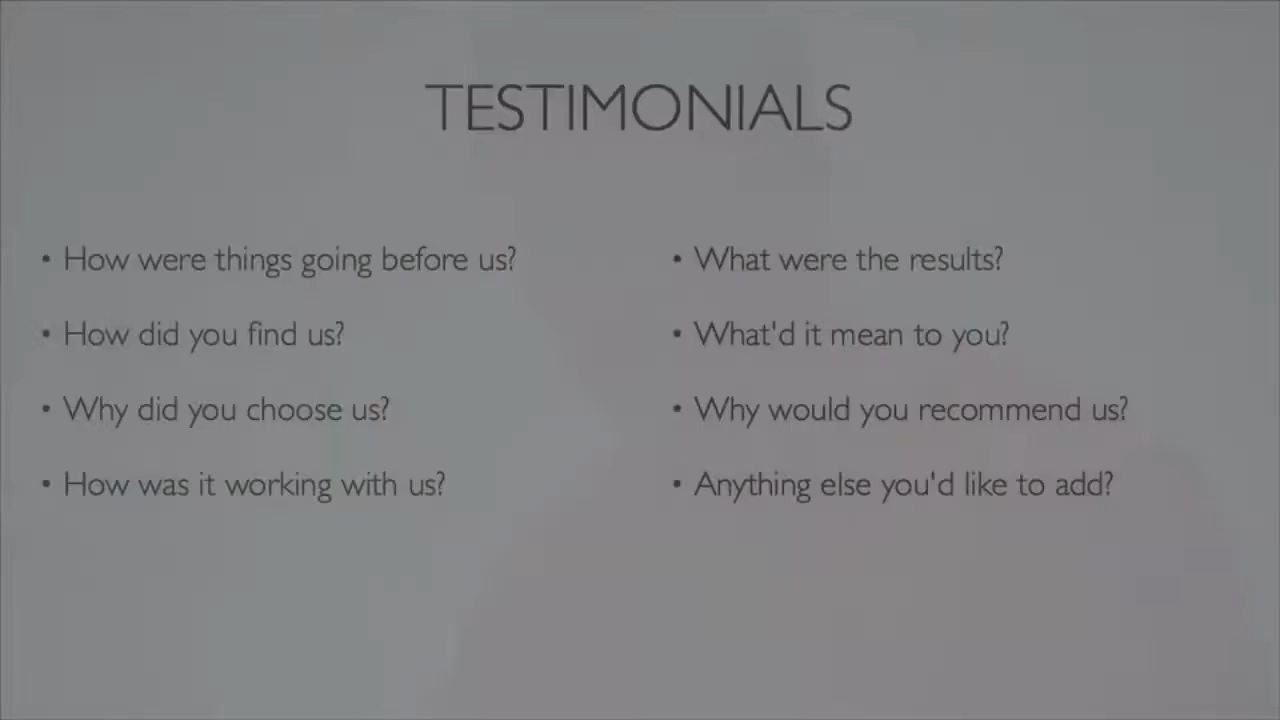 TESTIMONIALS
• How were things going before us?
• How did you find us?
• Why did you choose us?
• How was it working with us?
• What were the results?
• What'd it mean to you?
• Why would you recommend us?
• Anything else you'd like to add?